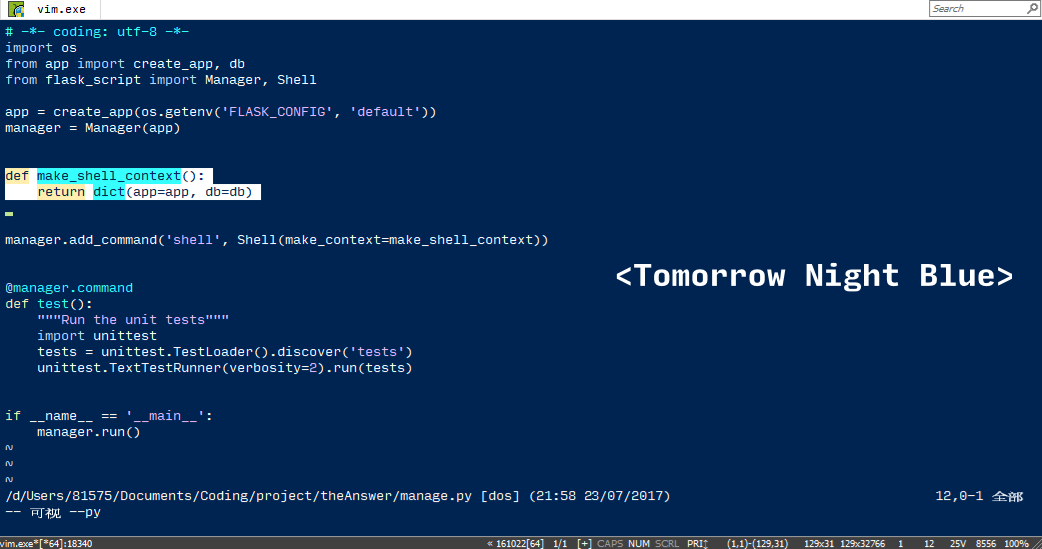 vim.exe
Search
# -*- coding: utf-8 -*-
import os
from app import create_app, db
from flask_script import Manager, Shell
app = create_app(os.getenv('FLASK_CONFIG', 'default'))
manager = Manager(app)
def make_shell_context():
    return dict(app=app, db=db)
manager.add_command('shell', Shell(make_context=make_shell_context))
<Tomorrow Night Blue>
@manager.command
def test():
    """Run the unit tests"""
    import unittest
    tests = unittest.TestLoader().discover('tests')
    unittest.TextTestRunner(verbosity=2).run(tests)
if __name__ == '__main__':
    manager.run()
~
~
~
/d/Users/81575/Documents/Coding/project/theAnswer/manage.py [dos] (21:58 23/07/2017) 12,0-1 全部
-- 可视 --py
vim.exe*[*64]:18340 « 161022[64] 1/1 [+] CAPS NUM SCRL PRI↕ (1,1)-(129,31) 129x31 129x32766 1 12 25V 8556 100%